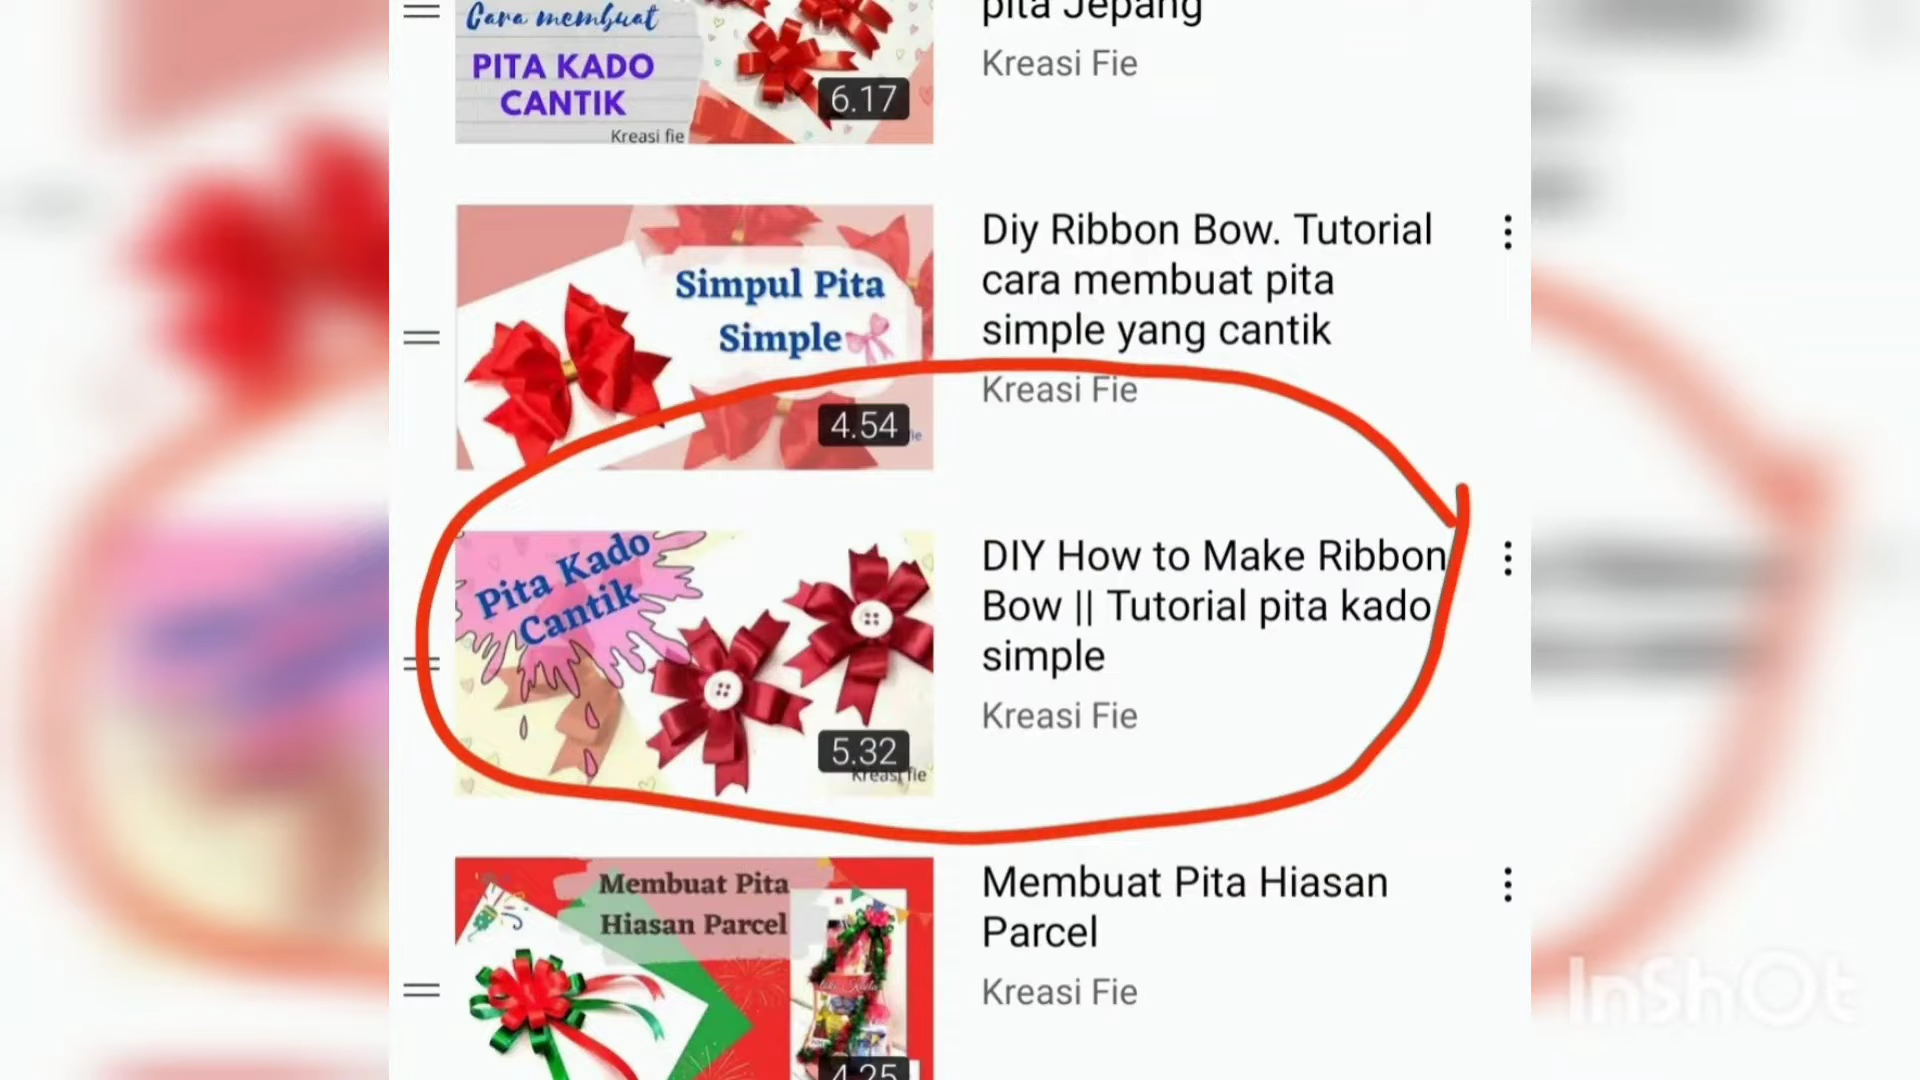 Cara membuat
PITA KADO
CANTIK
Kreasi fie
6.17
pita Jepang
Kreasi Fie
Simpul Pita
Simple
4.54
ie
Diy Ribbon Bow. Tutorial
cara membuat pita
simple yang cantik
Kreasi Fie
Pita Kado
Cantik
5.32
Kreasi fie
DIY How to Make Ribbon
Bow || Tutorial pita kado
simple
Kreasi Fie
Membuat Pita
Hiasan Parcel
4.25
Membuat Pita Hiasan
Parcel
Kreasi Fie
InShOt